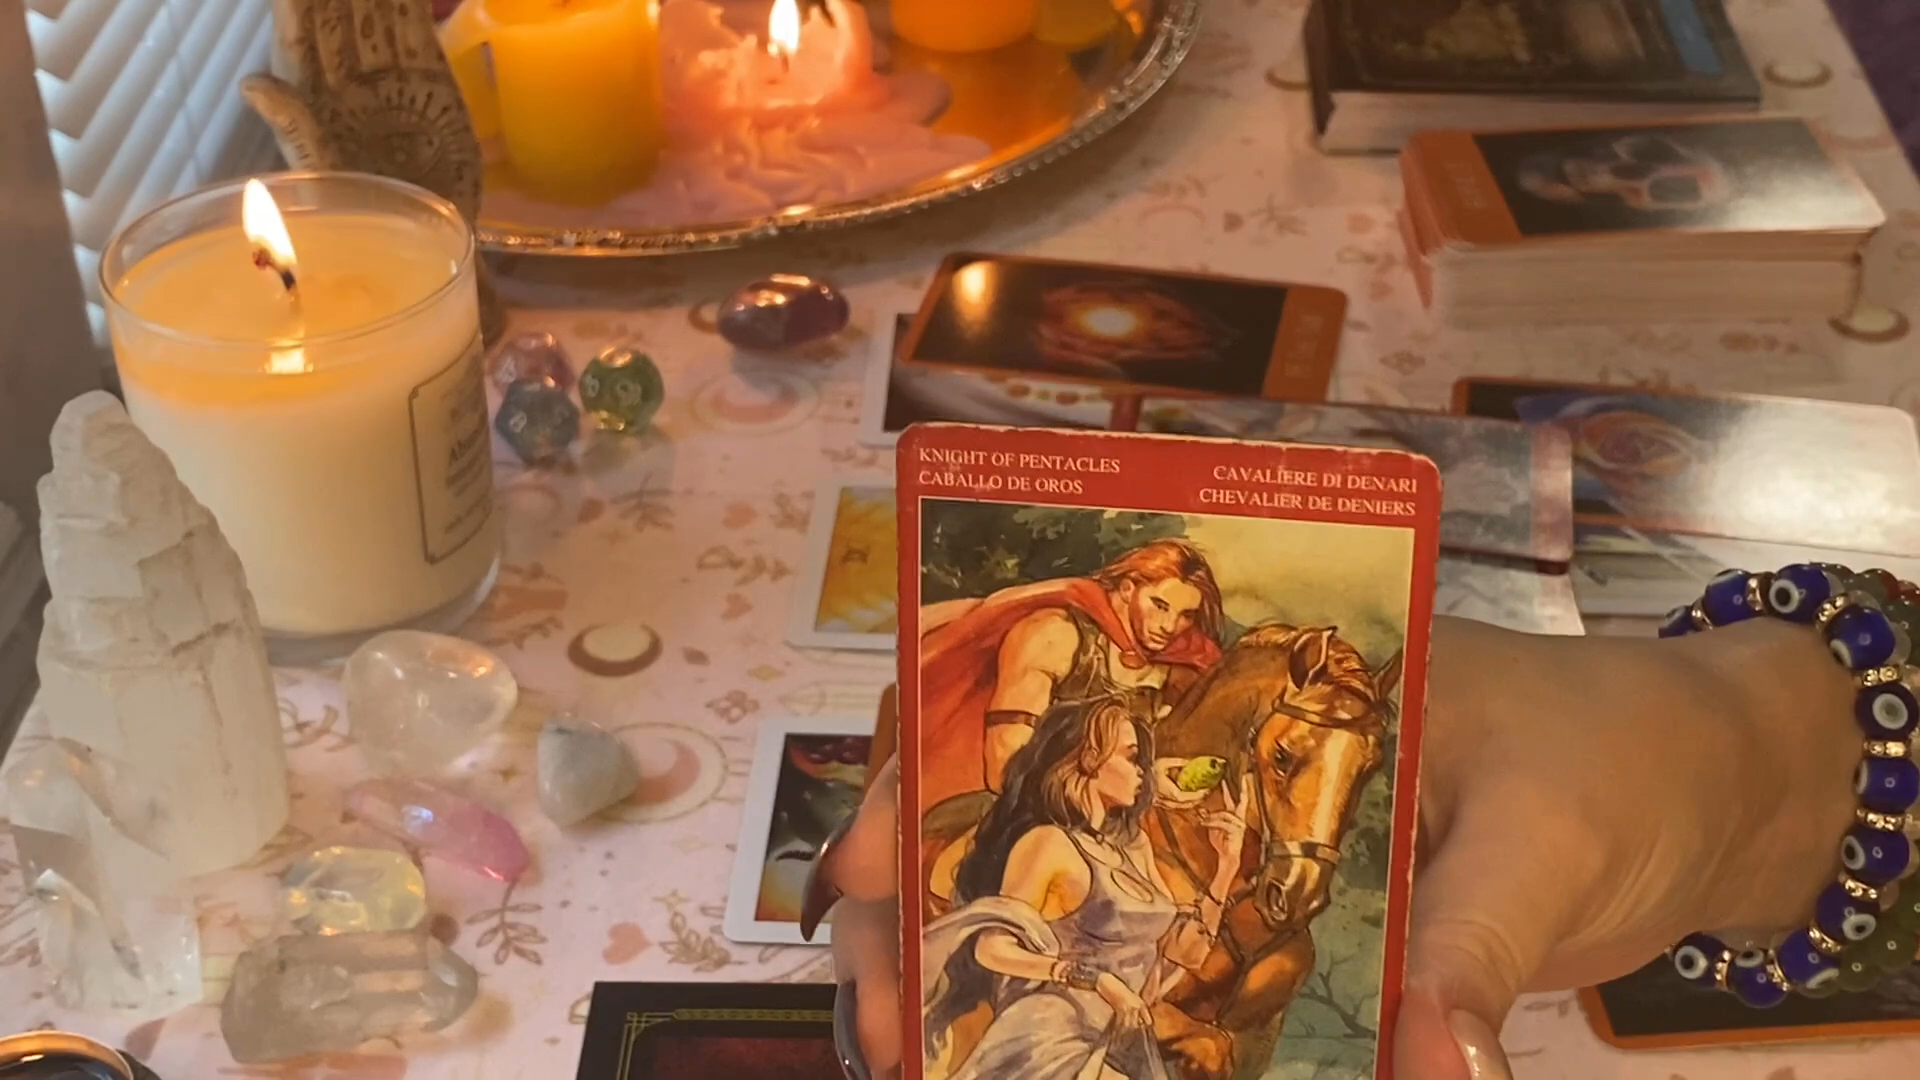 KNIGHT OF PENTACLES
CABALLO DE OROS
CAVALIERE DI DENARI
CHEVALIER DE DENIERS